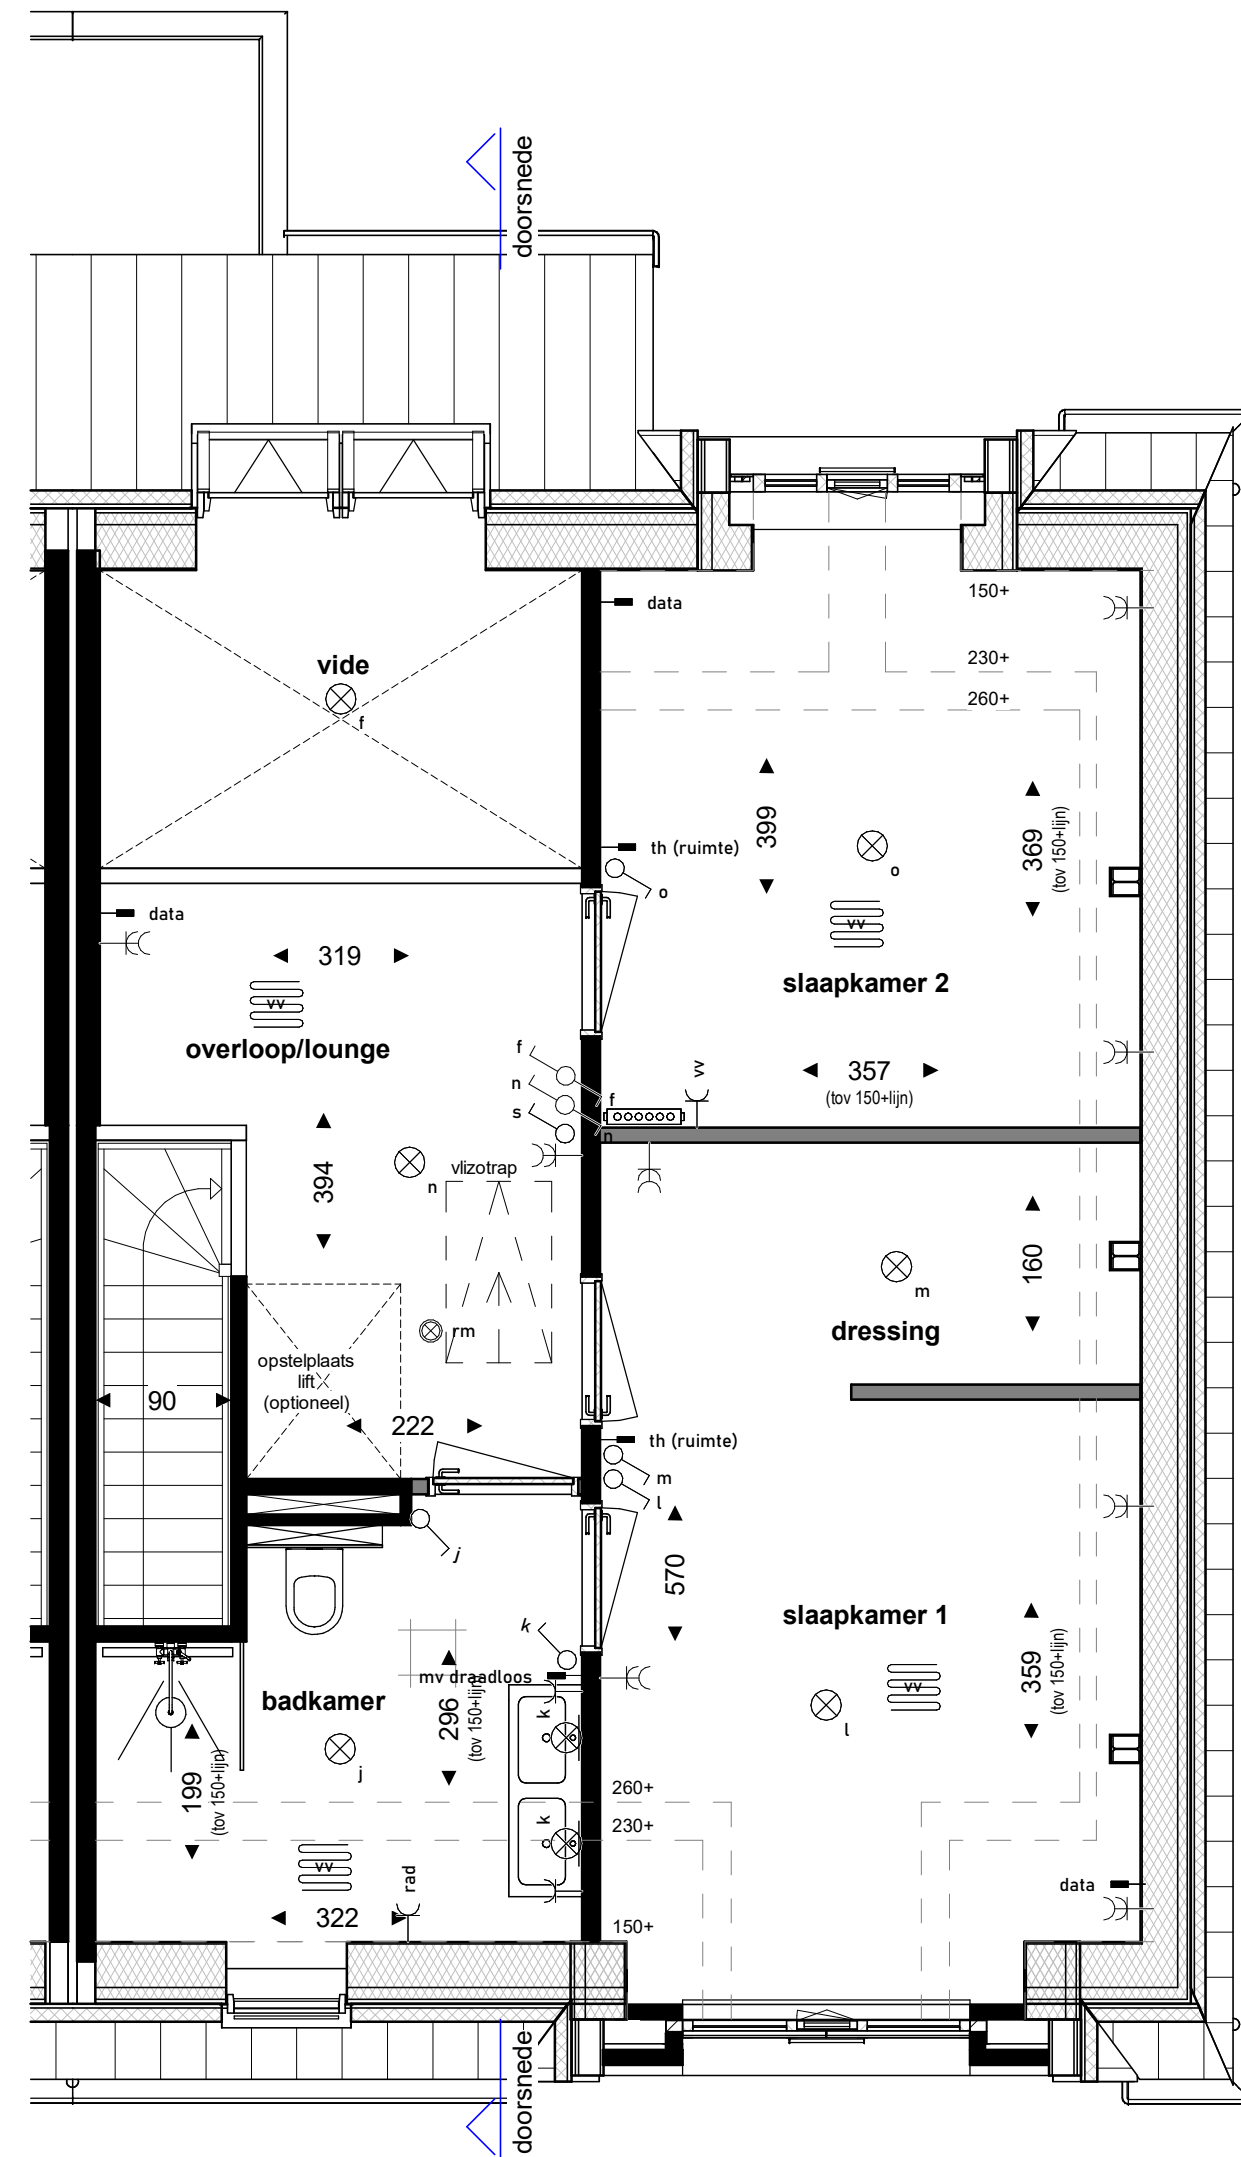 doorsnede
150+
data
vide
230+
f
260+
399
369
(tov 150+lijn)
th (ruimte)
o
o
data
vv
319
slaapkamer 2
vv
overloop/lounge
f
n
s
vv
357
(tov 150+lijn)
f
n
394
n
vlizotrap
160
m
dressing
rm
opstelplaats
lift
(optioneel)
90
222
th (ruimte)
m
l
j
570
slaapkamer 1
k
359
(tov 150+lijn)
mv draadloos
badkamer
296
(tov 150+lijn)
vv
k
l
j
199
(tov 150+lijn)
260+
k
230+
vv
rad
data
322
150+
doorsnede